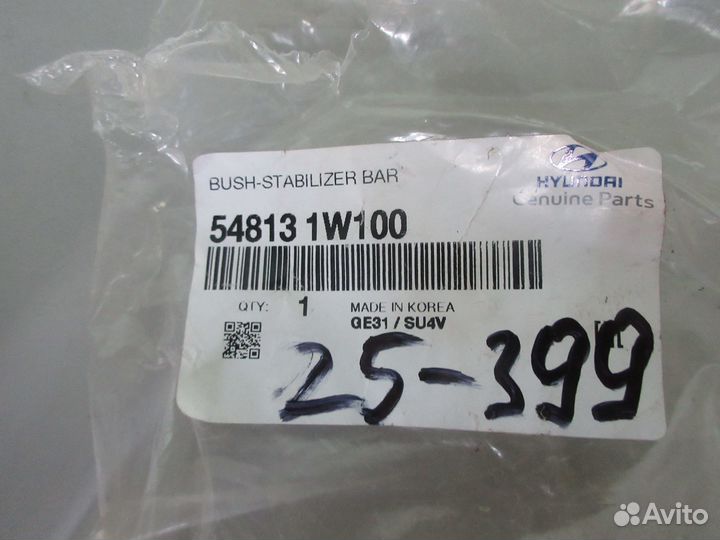 BUSH-STABILIZER BAR
HYUNDAI
Genuine Parts
54813 1W100
QTY: 1 MADE IN KOREA
GE31 / SU4V
25-399
Avito